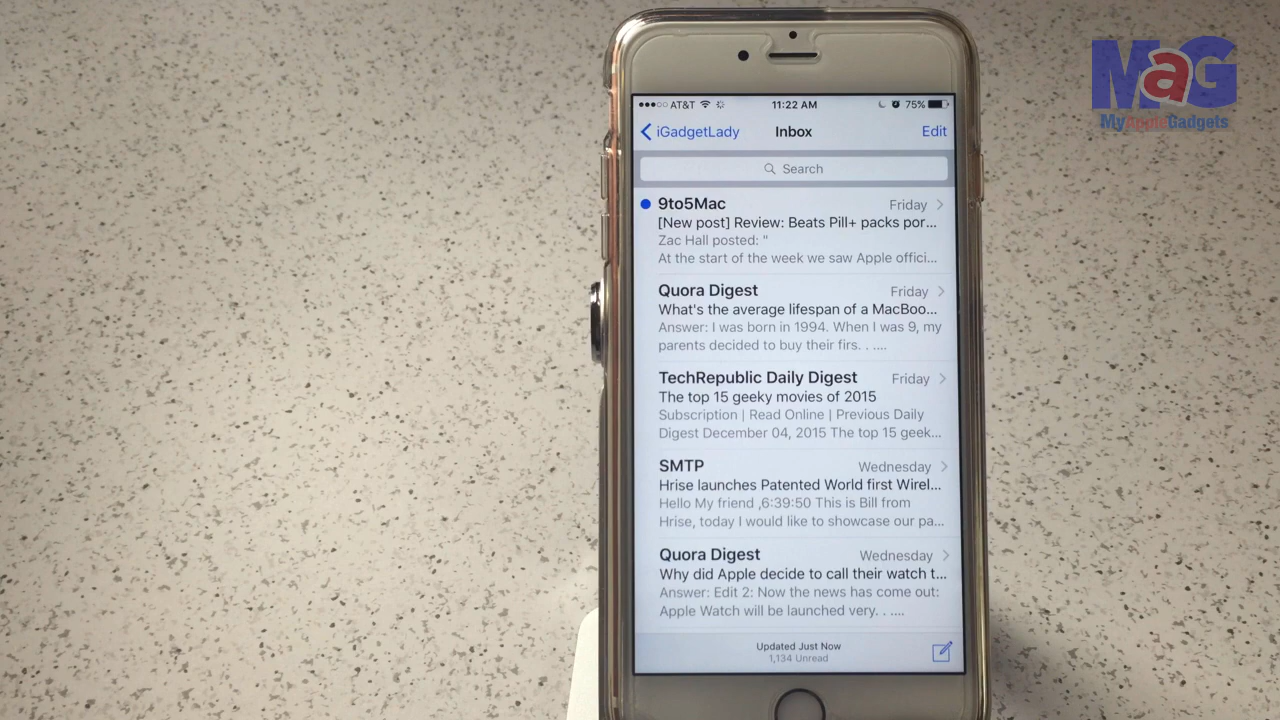 MaG
MyAppleGadgets
AT&T 11:22 AM 75%
iGadgetLady Inbox Edit
Search
9to5Mac Friday
[New post] Review: Beats Pill+ packs por...
Zac Hall posted: "
At the start of the week we saw Apple offici...
Quora Digest Friday
What's the average lifespan of a MacBoo...
Answer: I was born in 1994. When I was 9, my
parents decided to buy their firs. . ....
TechRepublic Daily Digest Friday
The top 15 geeky movies of 2015
Subscription | Read Online | Previous Daily
Digest December 04, 2015 The top 15 geek...
SMTP Wednesday
Hrise launches Patented World first Wirel...
Hello My friend ,6:39:50 This is Bill from
Hrise, today I would like to showcase our pa...
Quora Digest Wednesday
Why did Apple decide to call their watch t...
Answer: Edit 2: Now the news has come out:
Apple Watch will be launched very. . ....
Updated Just Now
1,134 Unread